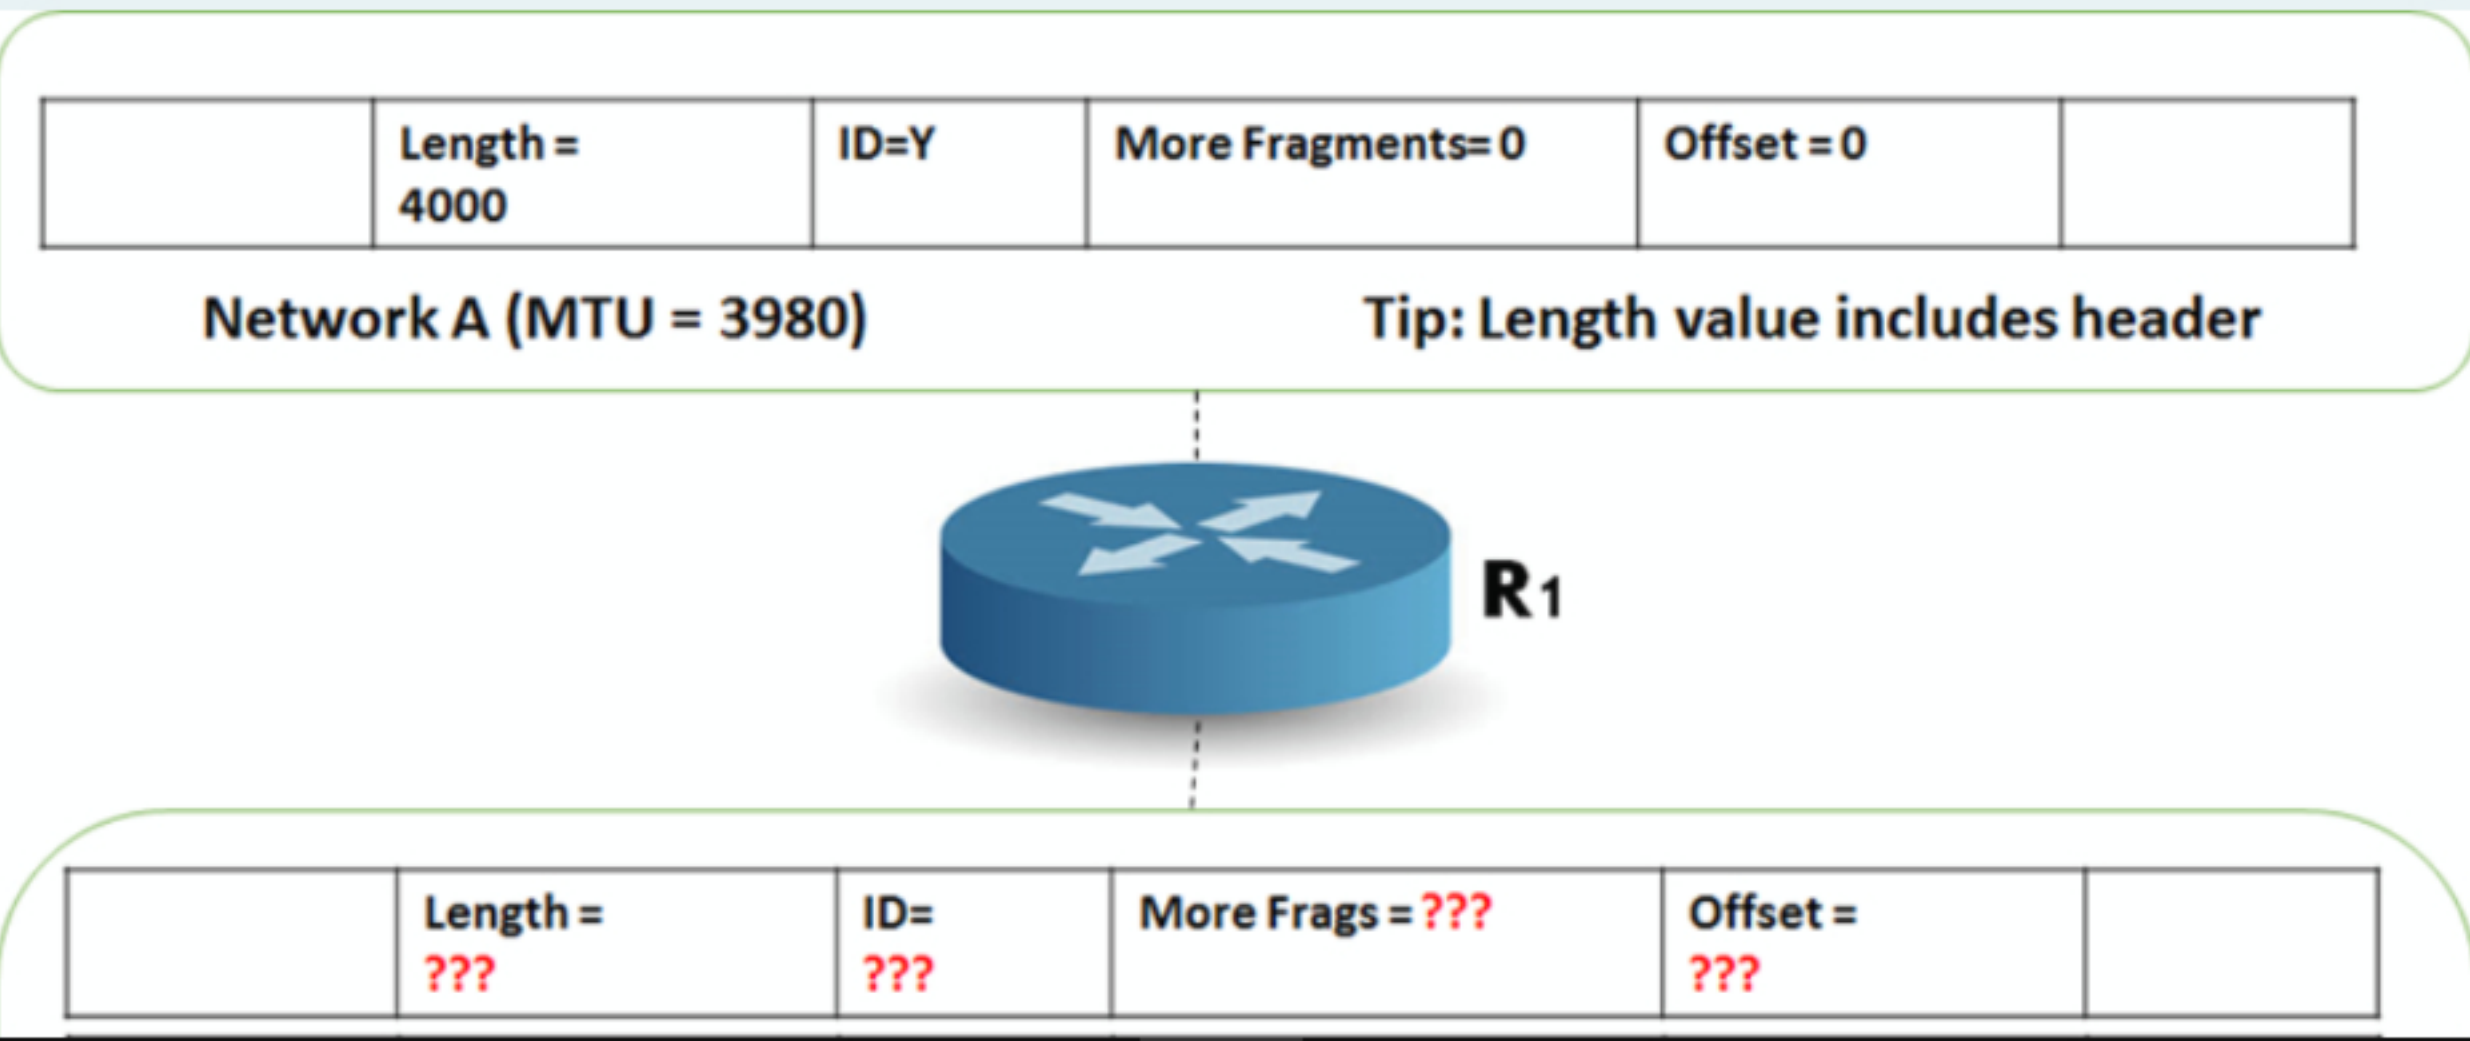 Length =
4000
ID=Y
More Fragments= 0
Offset = 0
Network A (MTU = 3980)
Tip: Length value includes header
R1
Length =
???
ID=
???
More Frags = ???
Offset =
???